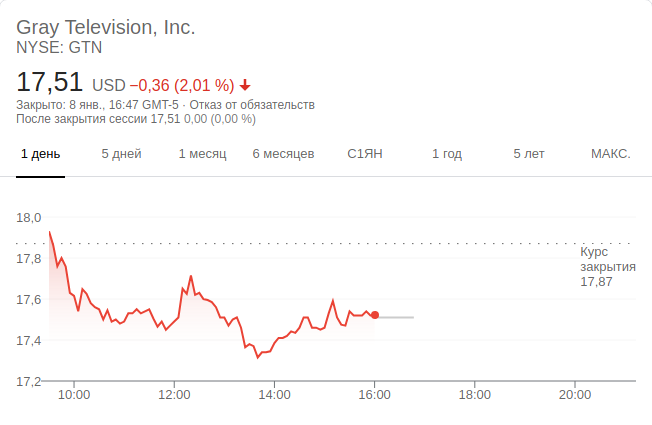 Gray Television, Inc.
NYSE: GTN
17,51 USD −0,36 (2,01 %)
Закрыто: 8 янв., 16:47 GMT-5 · Отказ от обязательств
После закрытия сессии 17,51 0,00 (0,00 %)
1 день 5 дней 1 месяц 6 месяцев С1ЯН 1 год 5 лет МАКС.
18,0
17,8
17,6
17,4
17,2
Курс
закрытия
17,87
10:00 12:00 14:00 16:00 18:00 20:00